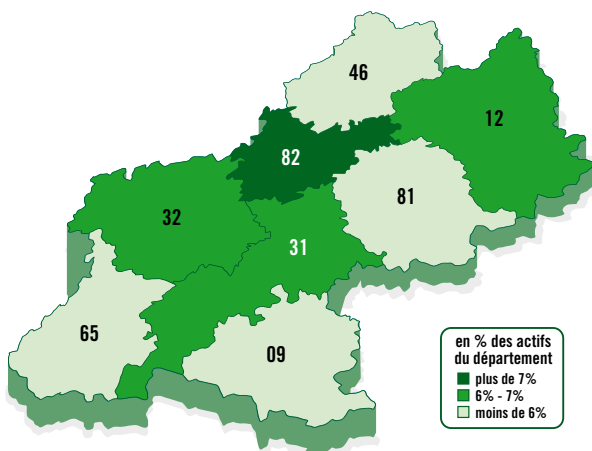 46
12
82
81
32
31
65
09
en % des actifs
du département
plus de 7%
6% - 7%
moins de 6%